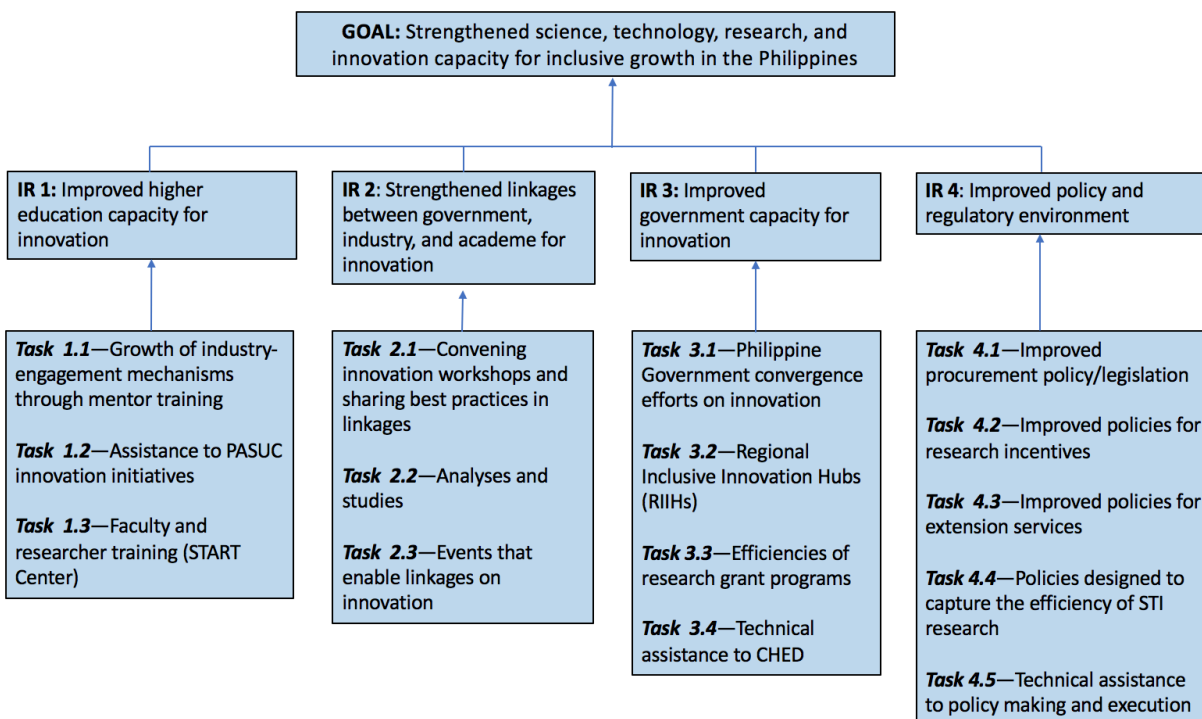 GOAL: Strengthened science, technology, research, and
innovation capacity for inclusive growth in the Philippines
IR 1: Improved higher
education capacity for
innovation
IR 2: Strengthened linkages
between government,
industry, and academe for
innovation
IR 3: Improved
government capacity for
innovation
IR 4: Improved policy and
regulatory environment
Task 1.1—Growth of industry-
engagement mechanisms
through mentor training
Task 1.2—Assistance to PASUC
innovation initiatives
Task 1.3—Faculty and
researcher training (START
Center)
Task 2.1—Convening
innovation workshops and
sharing best practices in
linkages
Task 2.2—Analyses and
studies
Task 2.3—Events that
enable linkages on
innovation
Task 3.1—Philippine
Government convergence
efforts on innovation
Task 3.2—Regional
Inclusive Innovation Hubs
(RIIHs)
Task 3.3—Efficiencies of
research grant programs
Task 3.4—Technical
assistance to CHED
Task 4.1—Improved
procurement policy/legislation
Task 4.2—Improved policies for
research incentives
Task 4.3—Improved policies for
extension services
Task 4.4—Policies designed to
capture the efficiency of STI
research
Task 4.5—Technical assistance
to policy making and execution